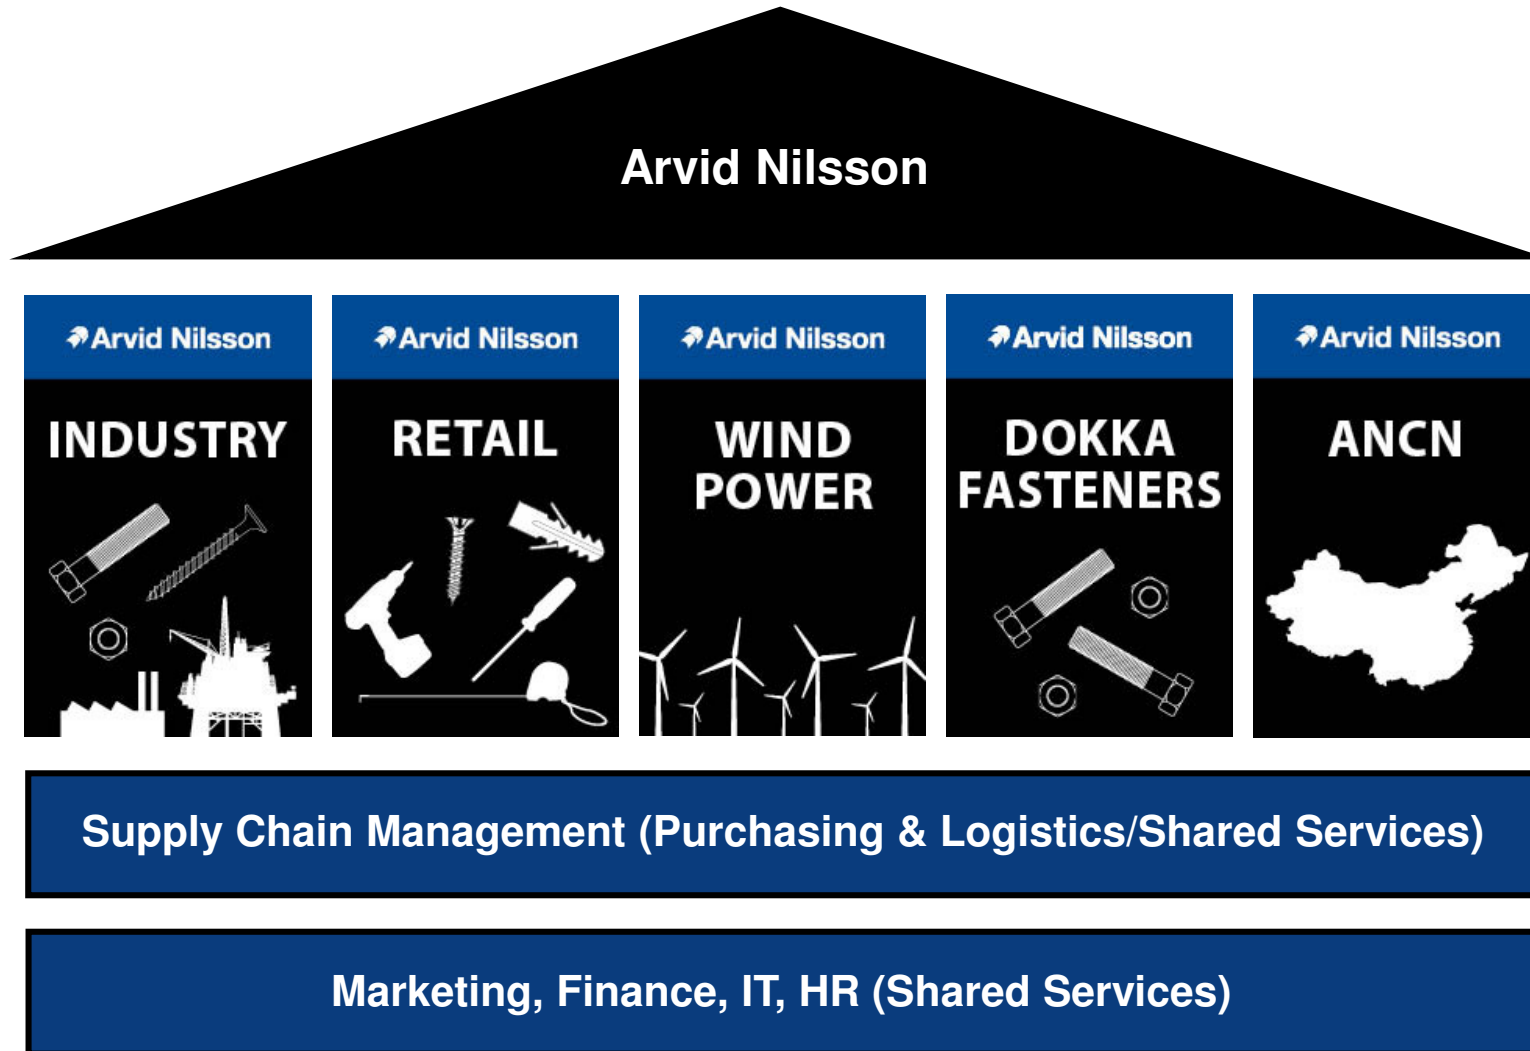 Arvid Nilsson
Arvid Nilsson
INDUSTRY
Arvid Nilsson
RETAIL
Arvid Nilsson
WIND
POWER
Arvid Nilsson
DOKKA
FASTENERS
Arvid Nilsson
ANCN
Supply Chain Management (Purchasing & Logistics/Shared Services)
Marketing, Finance, IT, HR (Shared Services)